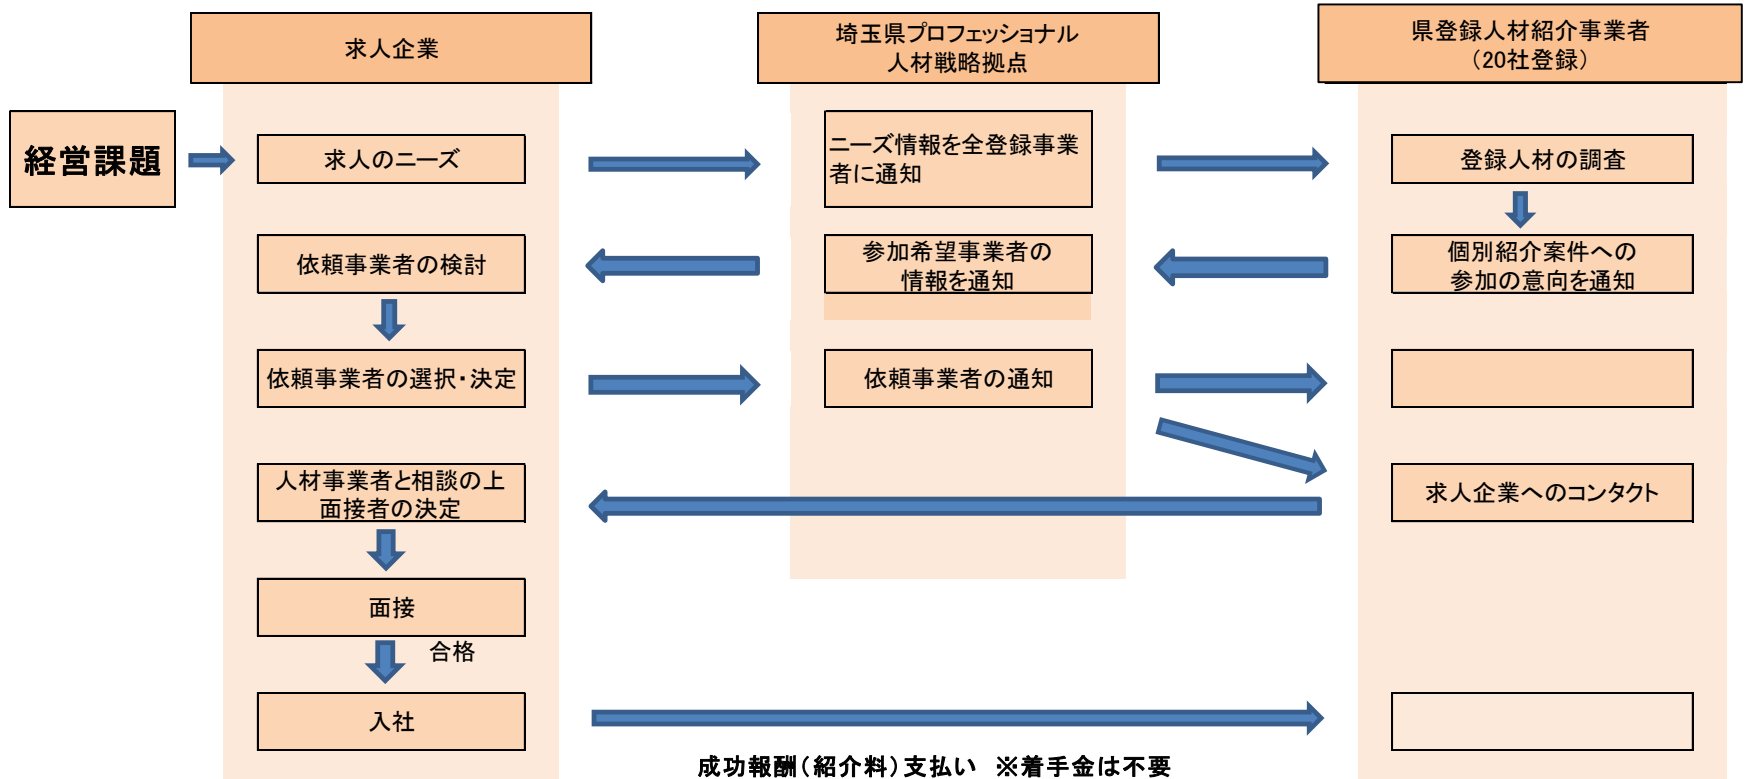 求人企業
埼玉県プロフェッショナル
人材戦略拠点
県登録人材紹介事業者
（20社登録）
経営課題
求人のニーズ
ニーズ情報を全登録事業
者に通知
登録人材の調査
依頼事業者の検討
参加希望事業者の
情報を通知
個別紹介案件への
参加の意向を通知
依頼事業者の選択・決定
依頼事業者の通知
人材事業者と相談の上
面接者の決定
求人企業へのコンタクト
面接
合格
入社
成功報酬（紹介料）支払い　※着手金は不要